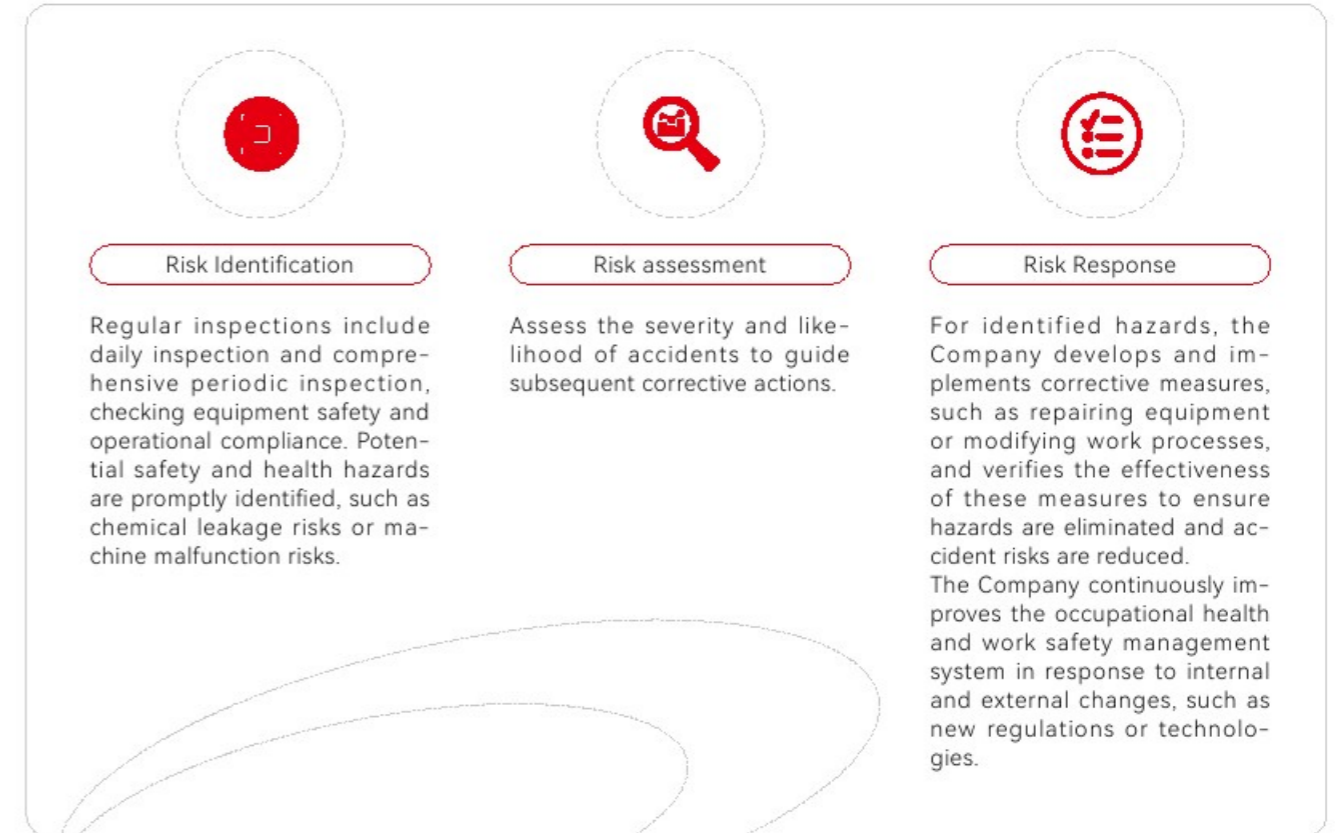 Risk Identification
Regular inspections include
daily inspection and compre-
hensive periodic inspection,
checking equipment safety and
operational compliance. Poten-
tial safety and health hazards
are promptly identified, such as
chemical leakage risks or ma-
chine malfunction risks.
Risk assessment
Assess the severity and like-
lihood of accidents to guide
subsequent corrective actions.
Risk Response
For identified hazards, the
Company develops and im-
plements corrective measures,
such as repairing equipment
or modifying work processes,
and verifies the effectiveness
of these measures to ensure
hazards are eliminated and ac-
cident risks are reduced.
The Company continuously im-
proves the occupational health
and work safety management
system in response to internal
and external changes, such as
new regulations or technolo-
gies.